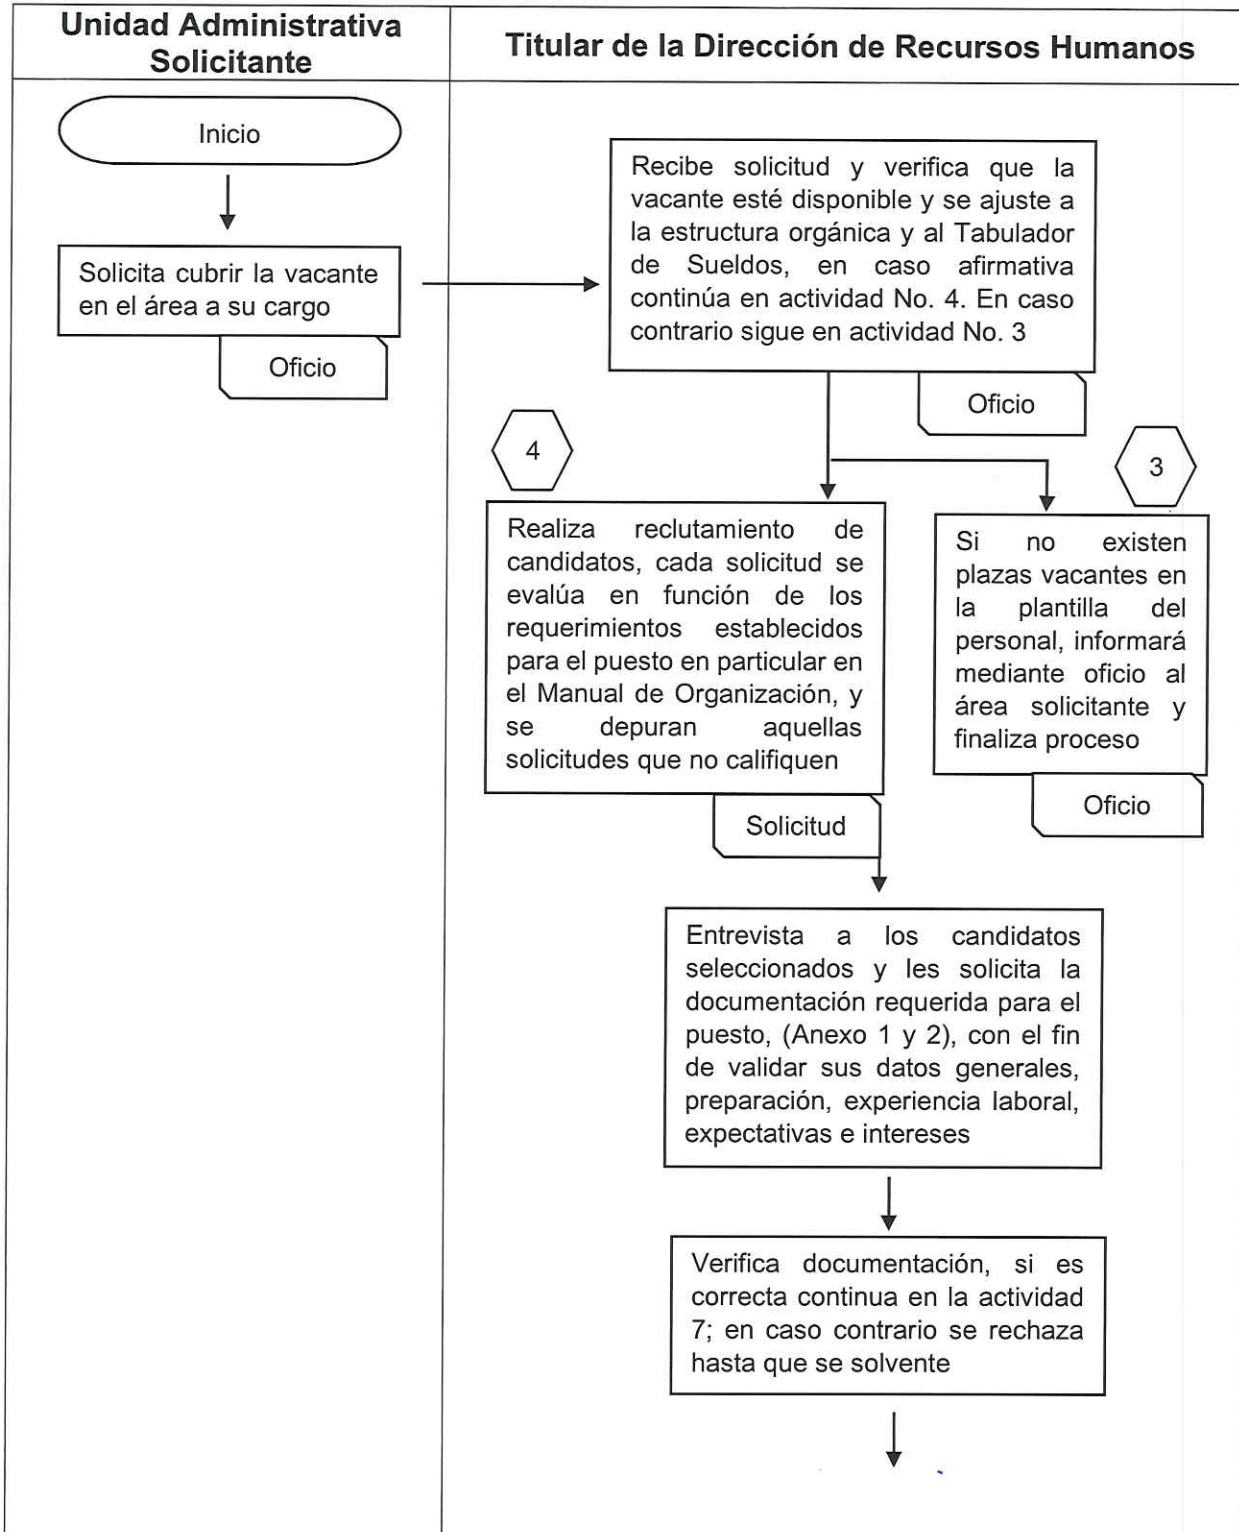 Unidad Administrativa
Solicitante
Titular de la Dirección de Recursos Humanos
Inicio
Solicita cubrir la vacante
en el área a su cargo
Oficio
Recibe solicitud y verifica que la
vacante esté disponible y se ajuste a
la estructura orgánica y al Tabulador
de Sueldos, en caso afirmativa
continúa en actividad No. 4. En caso
contrario sigue en actividad No. 3
Oficio
4
3
Realiza reclutamiento de
candidatos, cada solicitud se
evalúa en función de los
requerimientos establecidos
para el puesto en particular en
el Manual de Organización, y
se depuran aquellas
solicitudes que no califiquen
Solicitud
Si no existen
plazas vacantes en
la plantilla del
personal, informará
mediante oficio al
área solicitante y
finaliza proceso
Oficio
Entrevista a los candidatos
seleccionados y les solicita la
documentación requerida para el
puesto, (Anexo 1 y 2), con el fin
de validar sus datos generales,
preparación, experiencia laboral,
expectativas e intereses
Verifica documentación, si es
correcta continua en la actividad
7; en caso contrario se rechaza
hasta que se solvente